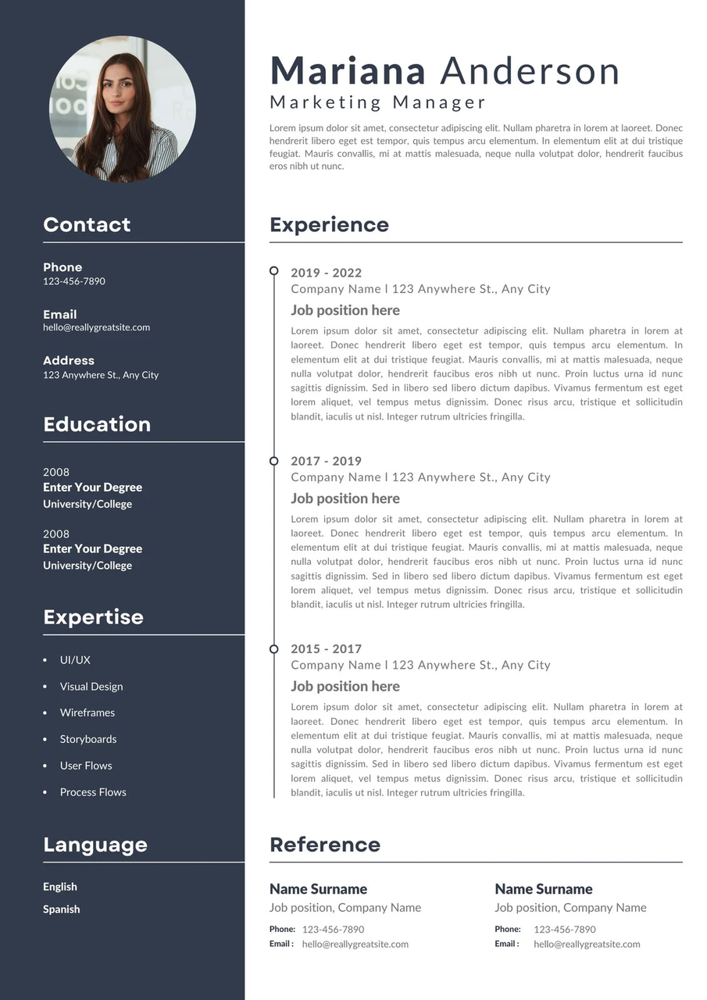 Mariana Anderson
Marketing Manager
Lorem ipsum dolor sit amet, consectetur adipiscing elit. Nullam pharetra in lorem at laoreet. Donec
hendrerit libero eget est tempor, quis tempus arcu elementum. In elementum elit at dui tristique
feugiat. Mauris convallis, mi at mattis malesuada, neque nulla volutpat dolor, hendrerit faucibus
eros nibh ut nunc.
Contact
Phone
123-456-7890
Email
hello@reallygreatsite.com
Address
123 Anywhere St., Any City
Education
2008
Enter Your Degree
University/College
2008
Enter Your Degree
University/College
Expertise
• UI/UX
• Visual Design
• Wireframes
• Storyboards
• User Flows
• Process Flows
Language
English
Spanish
Experience
2019 - 2022
Company Name l 123 Anywhere St., Any City
Job position here
Lorem ipsum dolor sit amet, consectetur adipiscing elit. Nullam pharetra in lorem at
laoreet. Donec hendrerit libero eget est tempor, quis tempus arcu elementum. In
elementum elit at dui tristique feugiat. Mauris convallis, mi at mattis malesuada, neque
nulla volutpat dolor, hendrerit faucibus eros nibh ut nunc. Proin luctus urna id nunc
sagittis dignissim. Sed in libero sed libero dictum dapibus. Vivamus fermentum est eget
lorem aliquet, vel tempus metus dignissim. Donec risus arcu, tristique et sollicitudin
blandit, iaculis ut nisl. Integer rutrum ultricies fringilla.
2017 - 2019
Company Name l 123 Anywhere St., Any City
Job position here
Lorem ipsum dolor sit amet, consectetur adipiscing elit. Nullam pharetra in lorem at
laoreet. Donec hendrerit libero eget est tempor, quis tempus arcu elementum. In
elementum elit at dui tristique feugiat. Mauris convallis, mi at mattis malesuada, neque
nulla volutpat dolor, hendrerit faucibus eros nibh ut nunc. Proin luctus urna id nunc
sagittis dignissim. Sed in libero sed libero dictum dapibus. Vivamus fermentum est eget
lorem aliquet, vel tempus metus dignissim. Donec risus arcu, tristique et sollicitudin
blandit, iaculis ut nisl. Integer rutrum ultricies fringilla.
2015 - 2017
Company Name l 123 Anywhere St., Any City
Job position here
Lorem ipsum dolor sit amet, consectetur adipiscing elit. Nullam pharetra in lorem at
laoreet. Donec hendrerit libero eget est tempor, quis tempus arcu elementum. In
elementum elit at dui tristique feugiat. Mauris convallis, mi at mattis malesuada, neque
nulla volutpat dolor, hendrerit faucibus eros nibh ut nunc. Proin luctus urna id nunc
sagittis dignissim. Sed in libero sed libero dictum dapibus. Vivamus fermentum est eget
lorem aliquet, vel tempus metus dignissim. Donec risus arcu, tristique et sollicitudin
blandit, iaculis ut nisl. Integer rutrum ultricies fringilla.
Reference
Name Surname
Job position, Company Name
Phone: 123-456-7890
Email : hello@reallygreatsite.com
Name Surname
Job position, Company Name
Phone: 123-456-7890
Email : hello@reallygreatsite.com